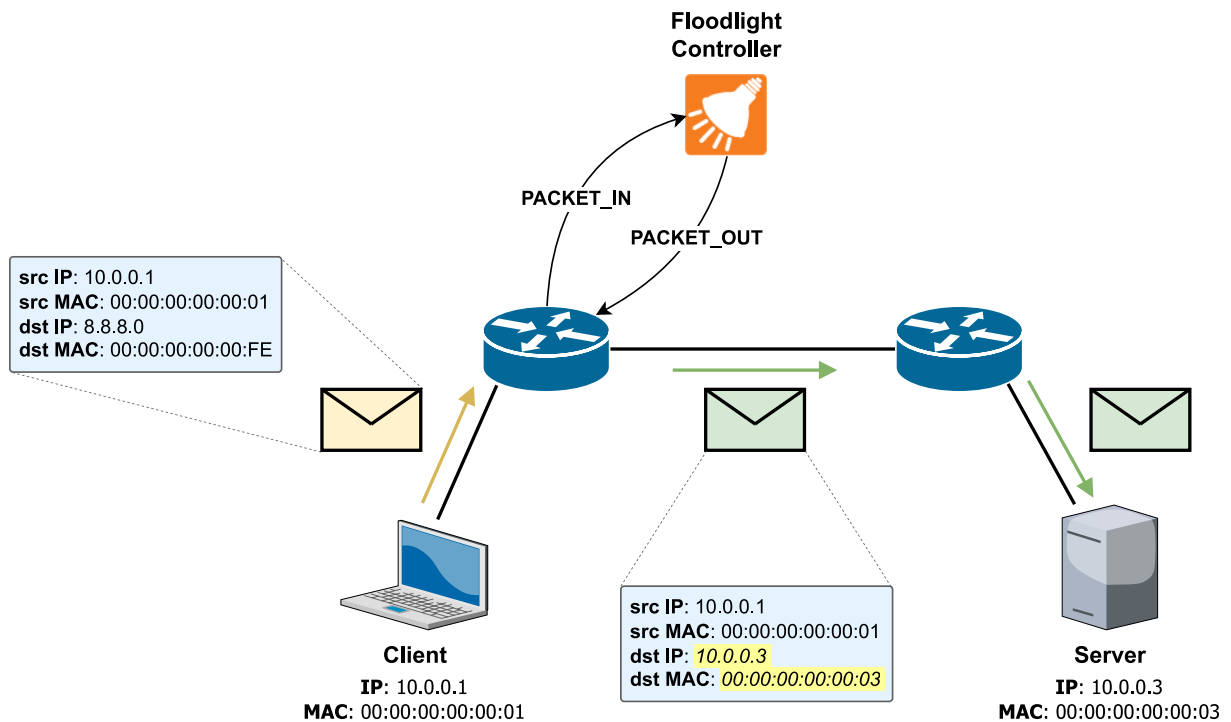 Floodlight
Controller
PACKET_IN
PACKET_OUT
src IP: 10.0.0.1
src MAC: 00:00:00:00:00:01
dst IP: 8.8.8.0
dst MAC: 00:00:00:00:00:FE
src IP: 10.0.0.1
src MAC: 00:00:00:00:00:01
dst IP: 10.0.0.3
dst MAC: 00:00:00:00:00:03
Client
IP: 10.0.0.1
MAC: 00:00:00:00:00:01
Server
IP: 10.0.0.3
MAC: 00:00:00:00:00:03